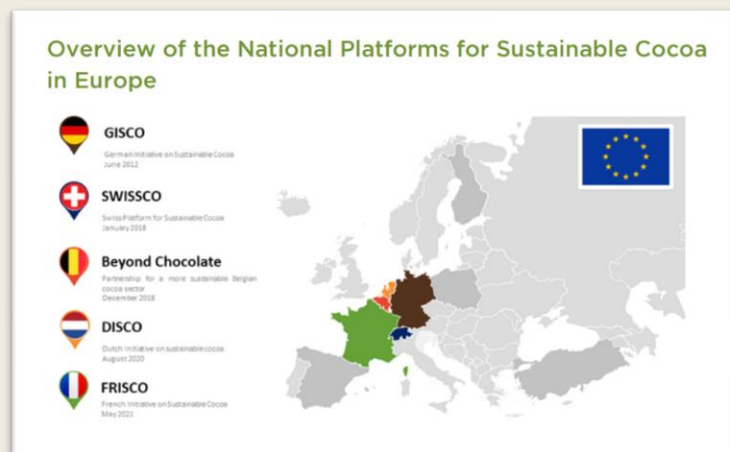 Overview of the National Platforms for Sustainable Cocoa
in Europe
GISCO
German Initiative on Sustainable Cocoa
June 2012
SWISSCO
Swiss Platform for Sustainable Cocoa
January 2018
Beyond Chocolate
Partnership for a more sustainable Belgian
cocoa sector
December 2018
DISCO
Dutch Initiative on sustainable cocoa
August 2020
FRISCO
French Initiative on Sustainable Cocoa
May 2021